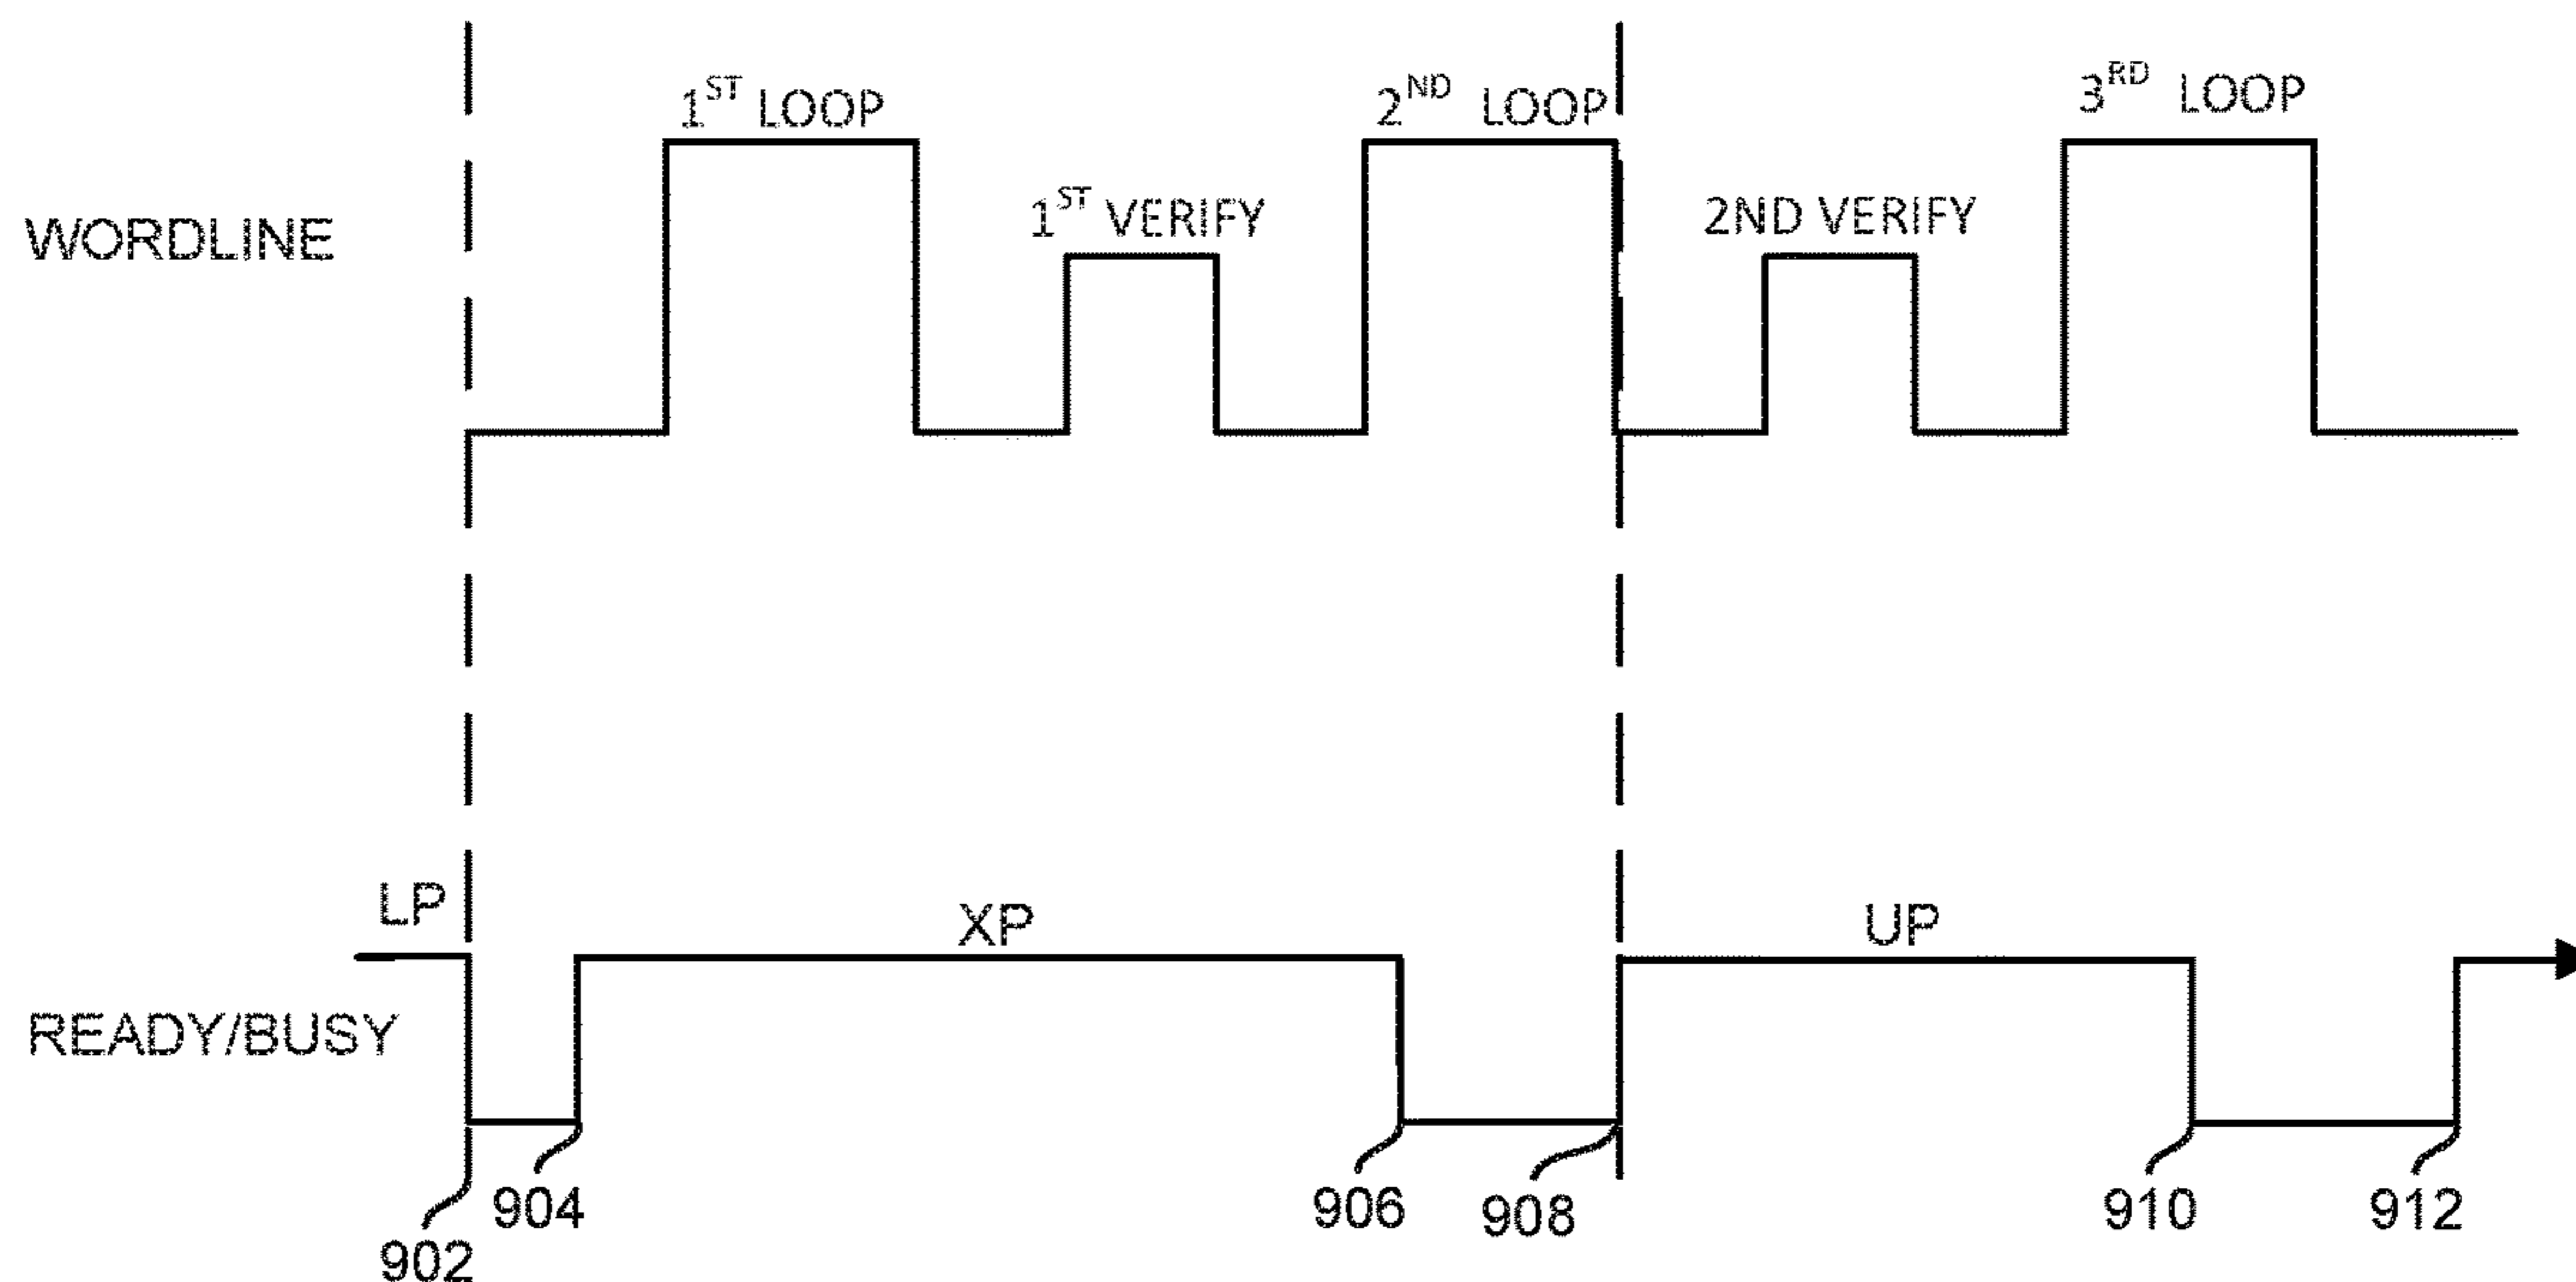 1ST LOOP
2ND LOOP
3RD LOOP
1ST VERIFY
2ND VERIFY
WORDLINE
LP
XP
UP
READY/BUSY
904
906
908
910
912
902